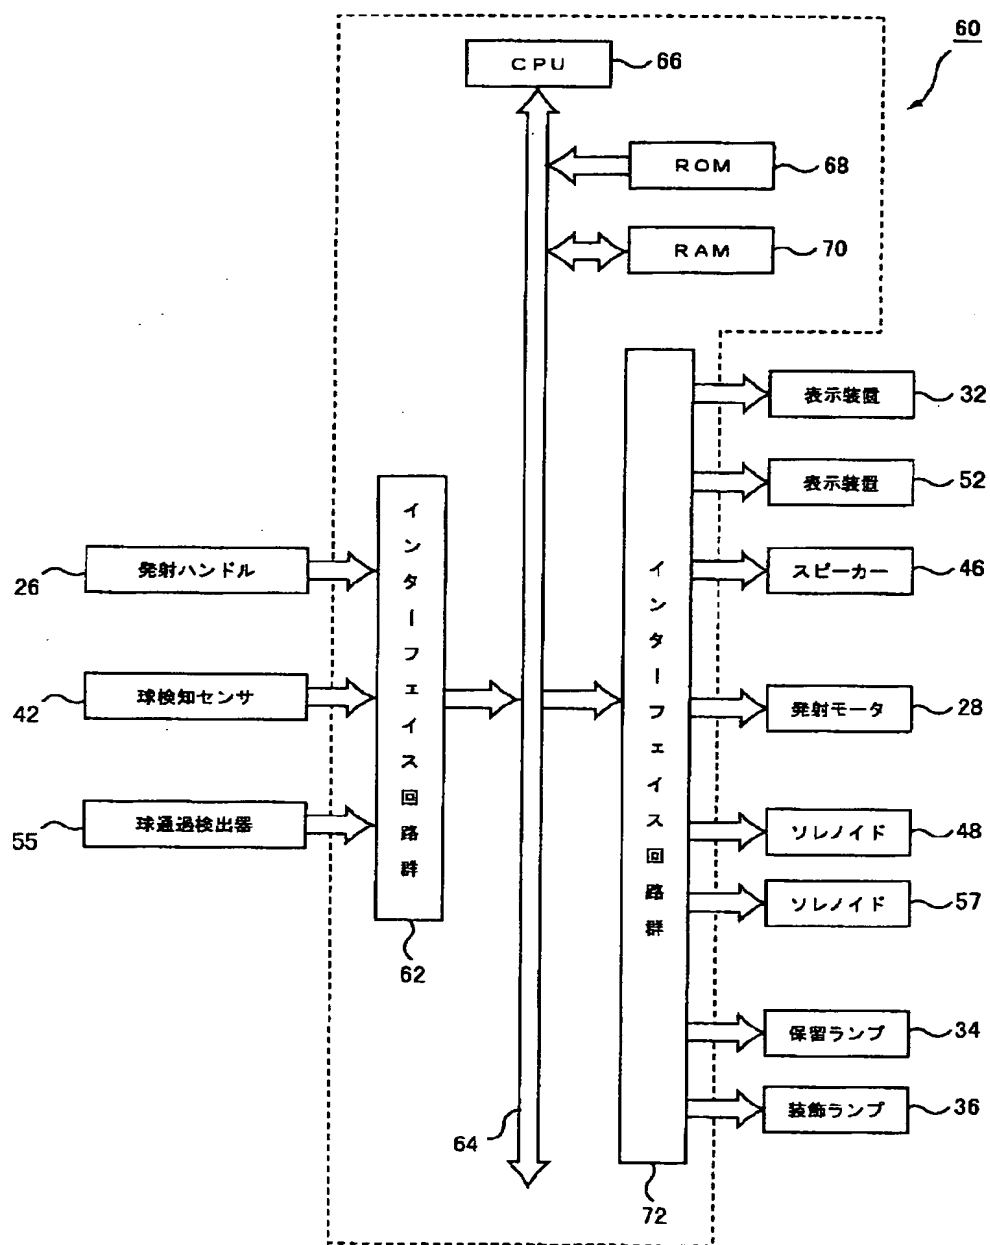 60
CPU
66
ROM
68
RAM
70
表示装置
32
表示装置
52
インターフェイス回路群
インターフェイス回路群
発射ハンドル
26
スピーカー
46
球検知センサ
42
発射モータ
28
球通過検出器
55
ソレノイド
48
ソレノイド
57
62
保留ランプ
34
装飾ランプ
36
64
72